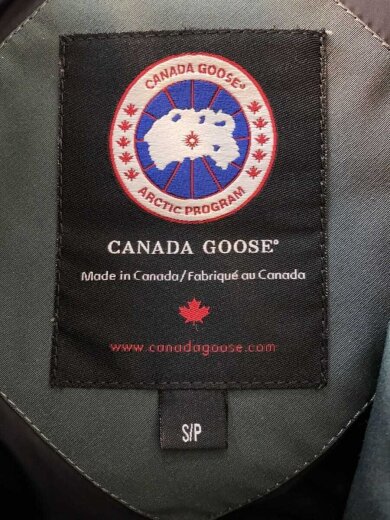 CANADA GOOSE®
ARCTIC PROGRAM
CANADA GOOSE®
Made in Canada/Fabriqué au Canada
www.canadagoose.com
S/P